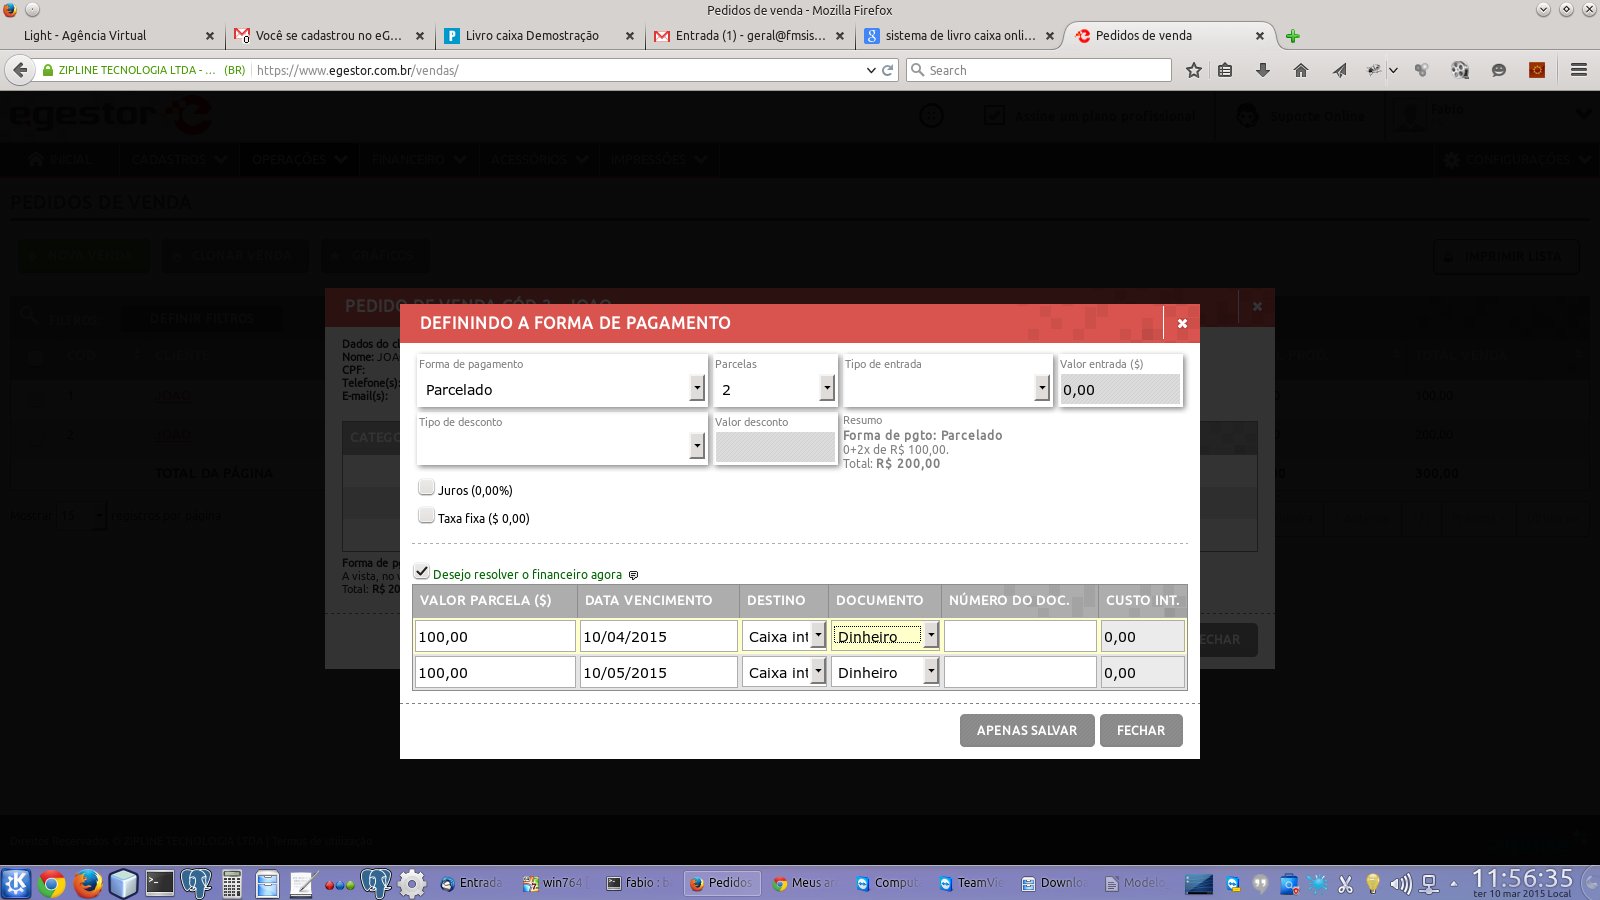 Pedidos de venda - Mozilla Firefox
Light - Agência Virtual
Você se cadastrou no eG...
Livro caixa Demostração
Entrada (1) - geral@fmsis...
sistema de livro caixa onli...
Pedidos de venda
ZIPLINE TECNOLOGIA LTDA - ... (BR)
https://www.egestor.com.br/vendas/
Search
egestor
Assine um plano profissional
Suporte Online
Fabio
INICIAL
CADASTROS
OPERAÇÕES
FINANCEIRO
ACESSÓRIOS
IMPRESSÕES
CONFIGURAÇÕES
PEDIDOS DE VENDA
NOVA VENDA
CLONAR VENDA
GRÁFICOS
IMPRIMIR LISTA
FILTROS:
DEFINIR FILTROS
CÓD
CLIENTE
TOTAL VENDA
1
JOAO
100,00
2
JOAO
200,00
TOTAL DA PÁGINA
300,00
Mostrar 15 registros por página
Anterior
PEDIDO DE VENDA CÓD 2 - JOAO
Dados do cl
Nome: JOA
CPF:
Telefone(s):
E-mail(s):
CATEGO
Forma de p
A vista, no v
Total: R$ 20
FECHAR
DEFININDO A FORMA DE PAGAMENTO
Forma de pagamento
Parcelado
Parcelas
2
Tipo de entrada
Valor entrada ($)
0,00
Tipo de desconto
Valor desconto
Resumo
Forma de pgto: Parcelado
0+2x de R$ 100,00.
Total: R$ 200,00
Juros (0,00%)
Taxa fixa ($ 0,00)
Desejo resolver o financeiro agora
VALOR PARCELA ($)
DATA VENCIMENTO
DESTINO
DOCUMENTO
NÚMERO DO DOC.
CUSTO INT.
100,00
10/04/2015
Caixa int
Dinheiro
0,00
100,00
10/05/2015
Caixa int
Dinheiro
0,00
APENAS SALVAR
FECHAR
Direitos Reservados © ZIPLINE TECNOLOGIA LTDA | Termos de utilização
Entrada
win764
fabio : b
Pedidos
Meus ar
Comput
TeamVie
Downlo
Modelo
11:56:35
ter 10 mar 2015 Local